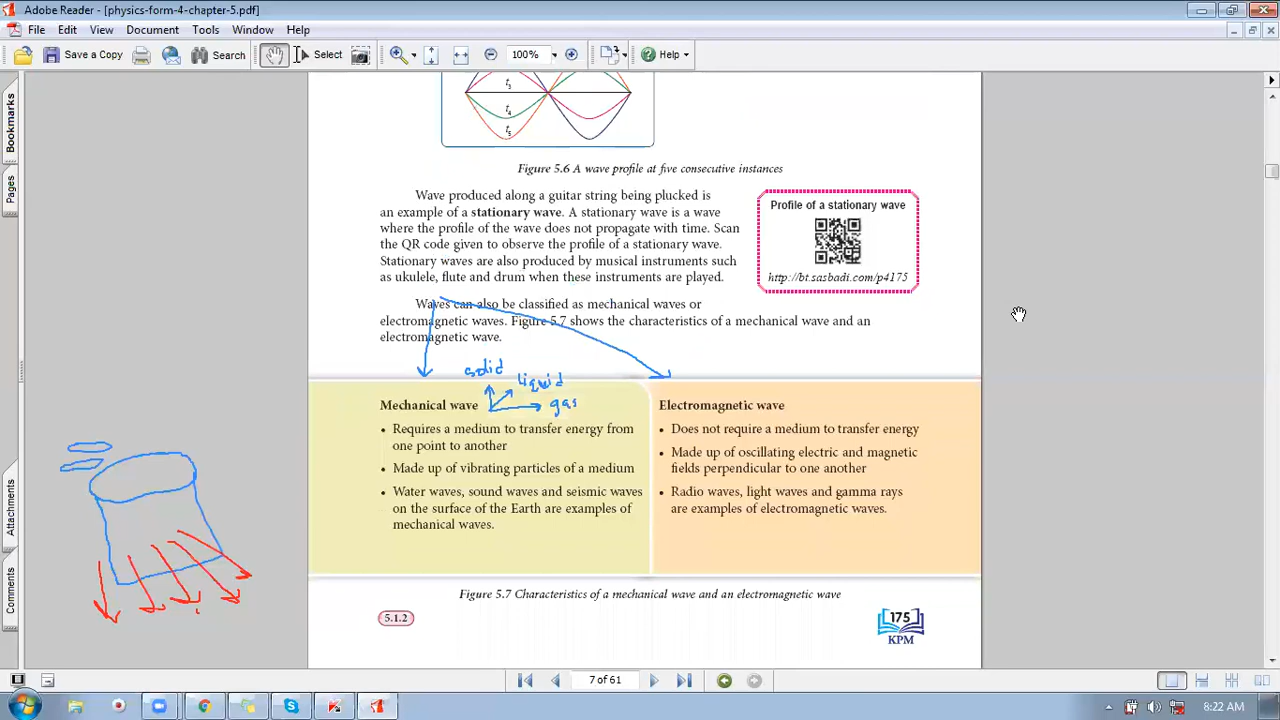 Adobe Reader - [physics-form-4-chapter-5.pdf]
File Edit View Document Tools Window Help
Save a Copy Search Select 100% Help
Bookmarks
Pages
Attachments
Comments
t3
t4
t5
Figure 5.6 A wave profile at five consecutive instances
Wave produced along a guitar string being plucked is
an example of a stationary wave. A stationary wave is a wave
where the profile of the wave does not propagate with time. Scan
the QR code given to observe the profile of a stationary wave.
Stationary waves are also produced by musical instruments such
as ukulele, flute and drum when these instruments are played.
Profile of a stationary wave
http://bt.sasbadi.com/p4175
Waves can also be classified as mechanical waves or
electromagnetic waves. Figure 5.7 shows the characteristics of a mechanical wave and an
electromagnetic wave.
solid
liquid
gas
Mechanical wave
• Requires a medium to transfer energy from
one point to another
• Made up of vibrating particles of a medium
• Water waves, sound waves and seismic waves
on the surface of the Earth are examples of
mechanical waves.
Electromagnetic wave
• Does not require a medium to transfer energy
• Made up of oscillating electric and magnetic
fields perpendicular to one another
• Radio waves, light waves and gamma rays
are examples of electromagnetic waves.
Figure 5.7 Characteristics of a mechanical wave and an electromagnetic wave
5.1.2
175
KPM
7 of 61
8:22 AM